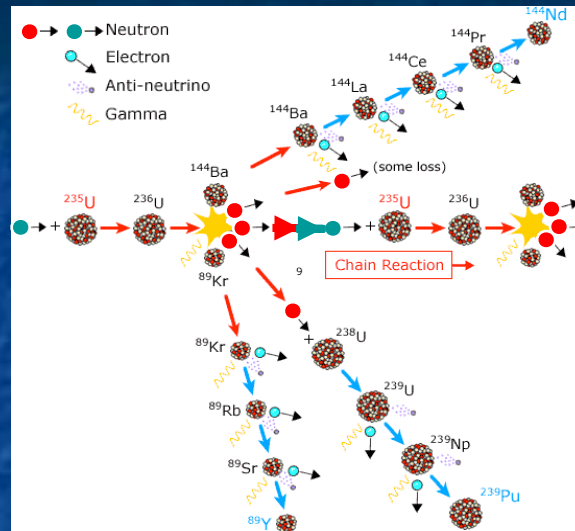 Neutron
Electron
Anti-neutrino
Gamma
¹⁴⁴Nd
¹⁴⁴Pr
¹⁴⁴Ce
¹⁴⁴La
¹⁴⁴Ba
¹⁴⁴Ba
(some loss)
²³⁵U
²³⁶U
+
+
²³⁵U
²³⁶U
⁸⁹Kr
9
Chain Reaction
⁸⁹Kr
+
²³⁸U
⁸⁹Rb
²³⁹U
⁸⁹Sr
²³⁹Np
⁸⁹Y
²³⁹Pu